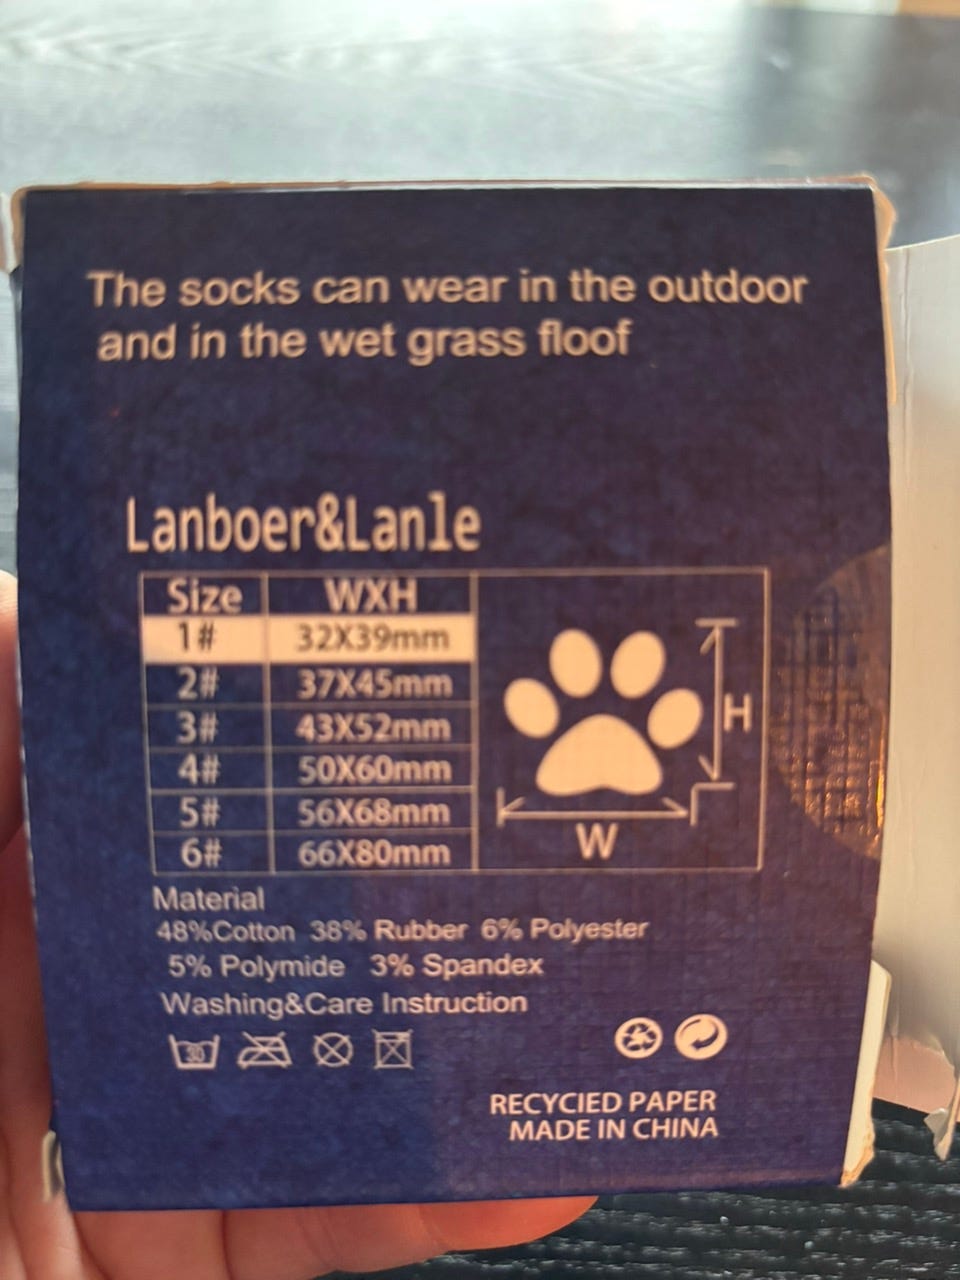 The socks can wear in the outdoor
and in the wet grass floof
Lanboer&Lanle
Size WXH
1# 32X39mm
2# 37X45mm
3# 43X52mm
4# 50X60mm
5# 56X68mm
6# 66X80mm
H
W
Material
48%Cotton 38% Rubber 6% Polyester
5% Polymide 3% Spandex
Washing&Care Instruction
30
RECYCIED PAPER
MADE IN CHINA